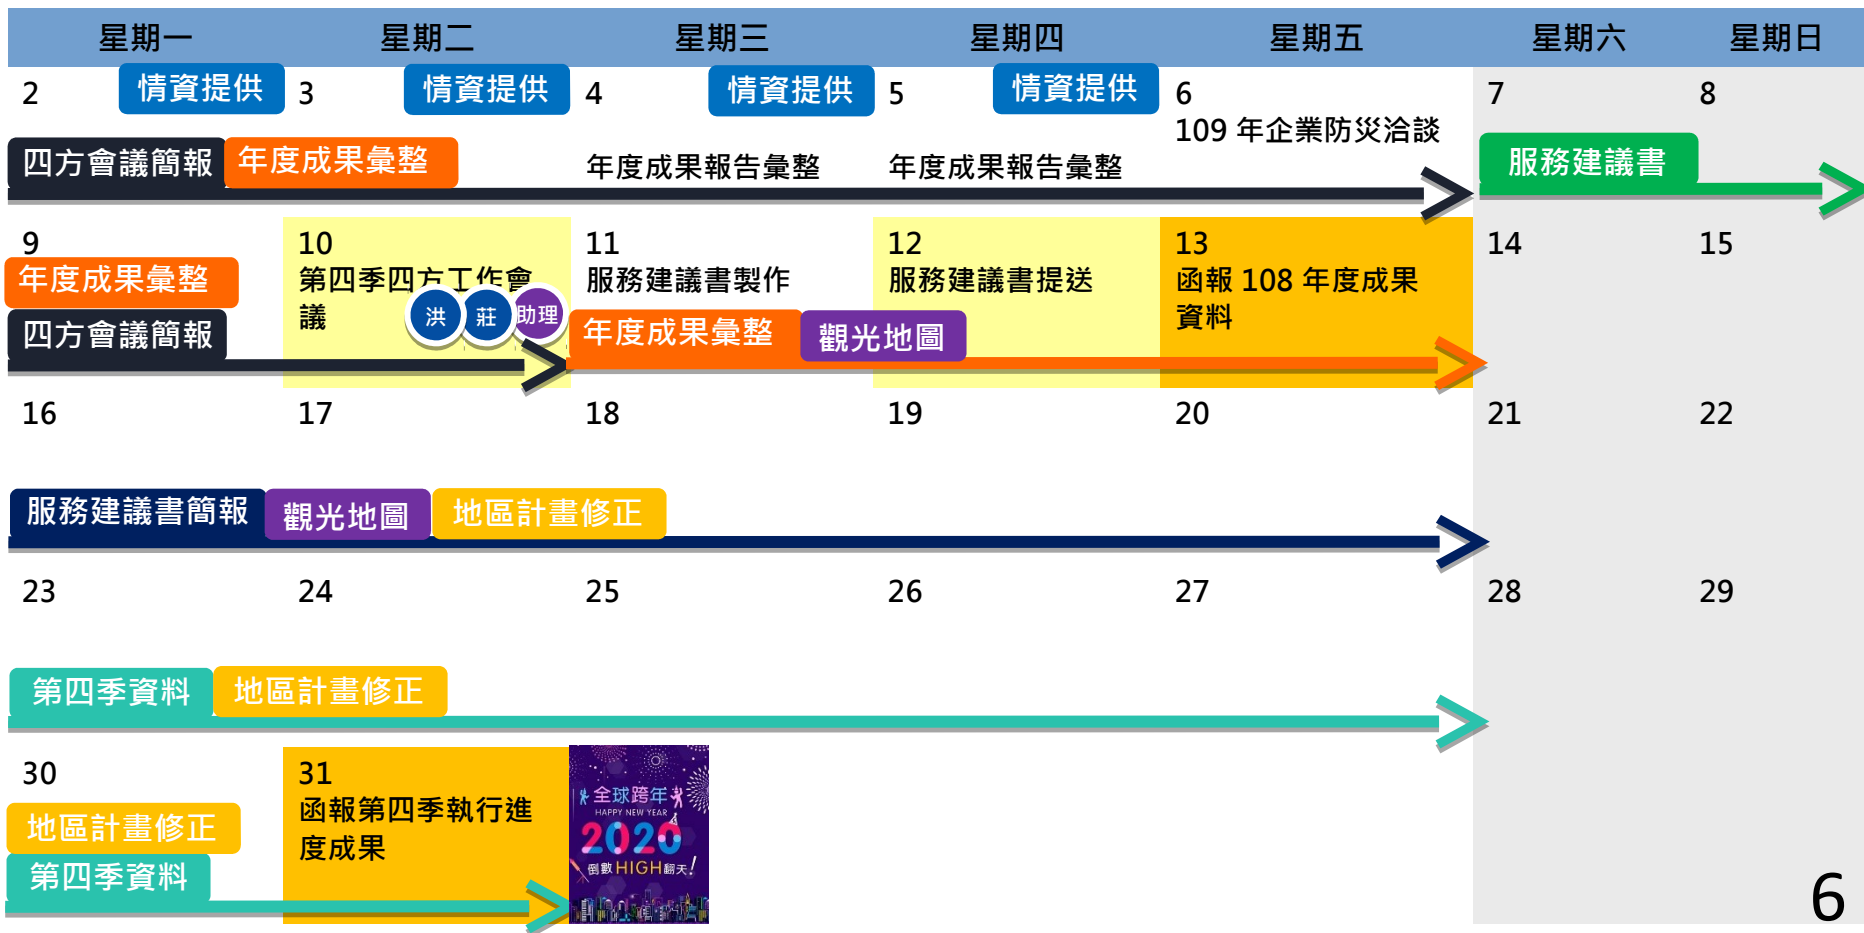 星期一 星期二 星期三 星期四 星期五 星期六 星期日
2 情資提供 3 情資提供 4 情資提供 5 情資提供 6 7 8
109 年企業防災洽談
四方會議簡報 年度成果彙整 年度成果報告彙整 年度成果報告彙整 服務建議書
9 10 11 12 13 14 15
年度成果彙整 第四季四方工作會 服務建議書製作 服務建議書提送 函報 108 年度成果
議 洪 莊 助理 資料
四方會議簡報 年度成果彙整 觀光地圖
16 17 18 19 20 21 22
服務建議書簡報 觀光地圖 地區計畫修正
23 24 25 26 27 28 29
第四季資料 地區計畫修正
30 31
函報第四季執行進
度成果
地區計畫修正
第四季資料
全球跨年
HAPPY NEW YEAR
2020
倒數HIGH翻天!
6